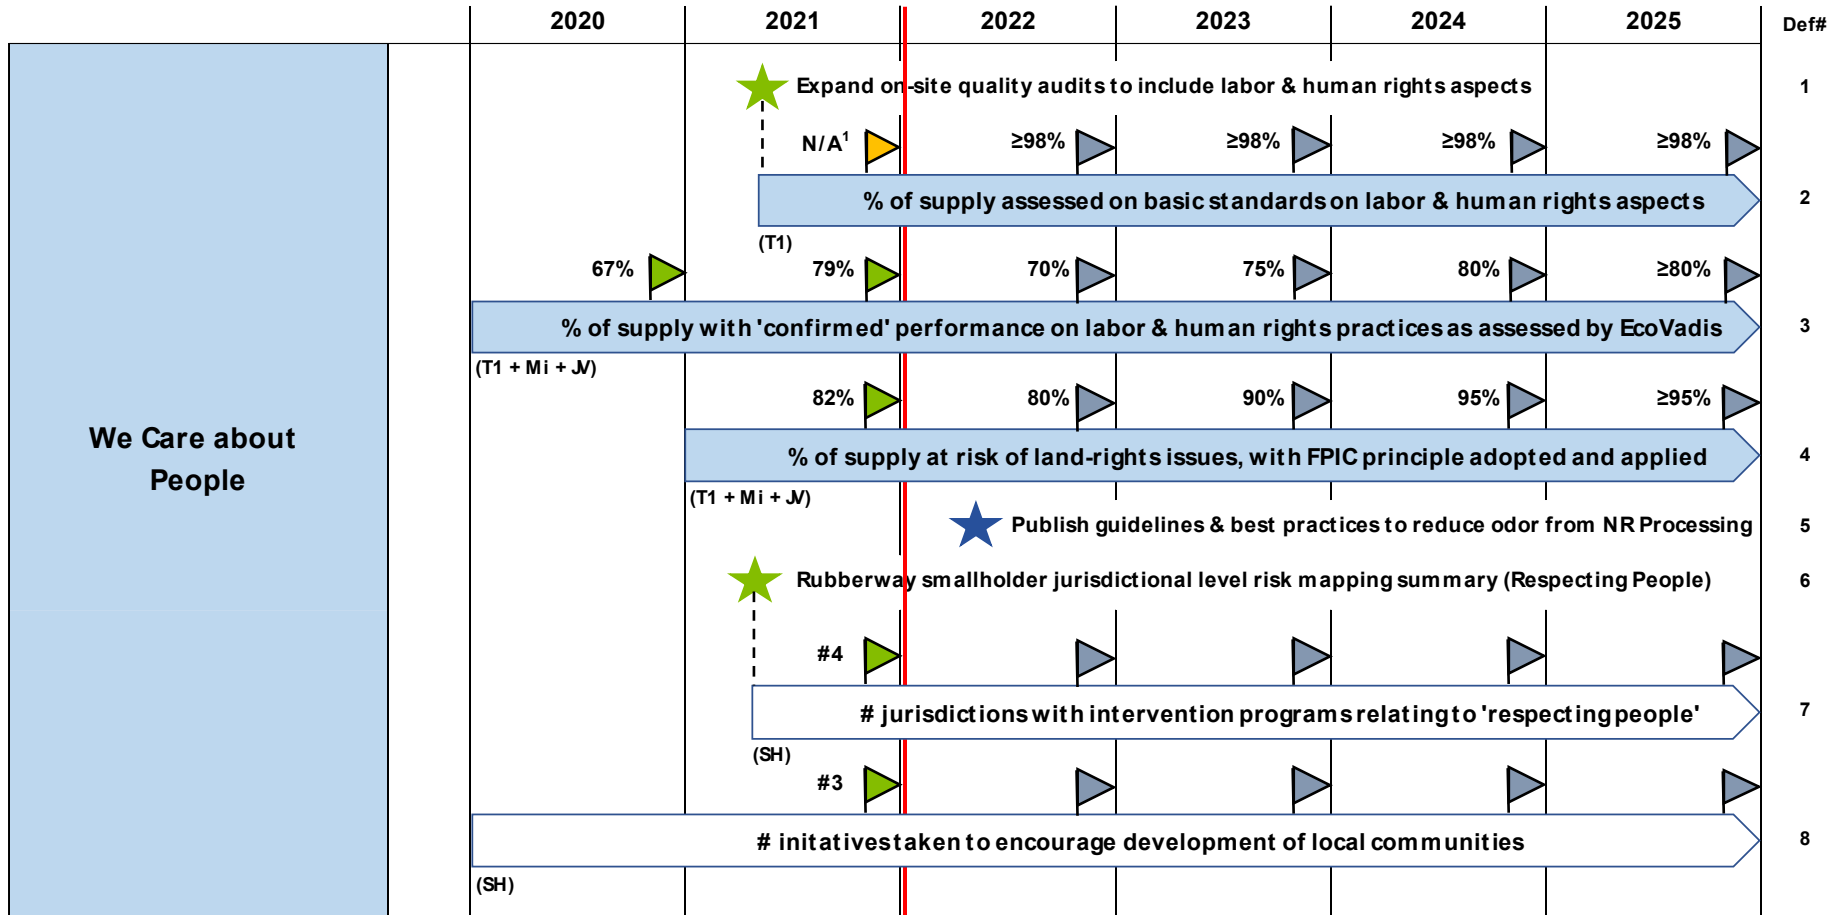 2020 2021 2022 2023 2024 2025 Def#
Expand on-site quality audits to include labor & human rights aspects 1
N/A¹ ≥98% ≥98% ≥98% ≥98%
% of supply assessed on basic standards on labor & human rights aspects 2
(T1)
67% 79% 70% 75% 80% ≥80%
% of supply with 'confirmed' performance on labor & human rights practices as assessed by EcoVadis 3
(T1 + Mi + JV)
82% 80% 90% 95% ≥95%
We Care about
People
% of supply at risk of land-rights issues, with FPIC principle adopted and applied 4
(T1 + Mi + JV)
Publish guidelines & best practices to reduce odor from NR Processing 5
Rubberway smallholder jurisdictional level risk mapping summary (Respecting People) 6
#4
# jurisdictions with intervention programs relating to 'respecting people' 7
(SH)
#3
# initatives taken to encourage development of local communities 8
(SH)